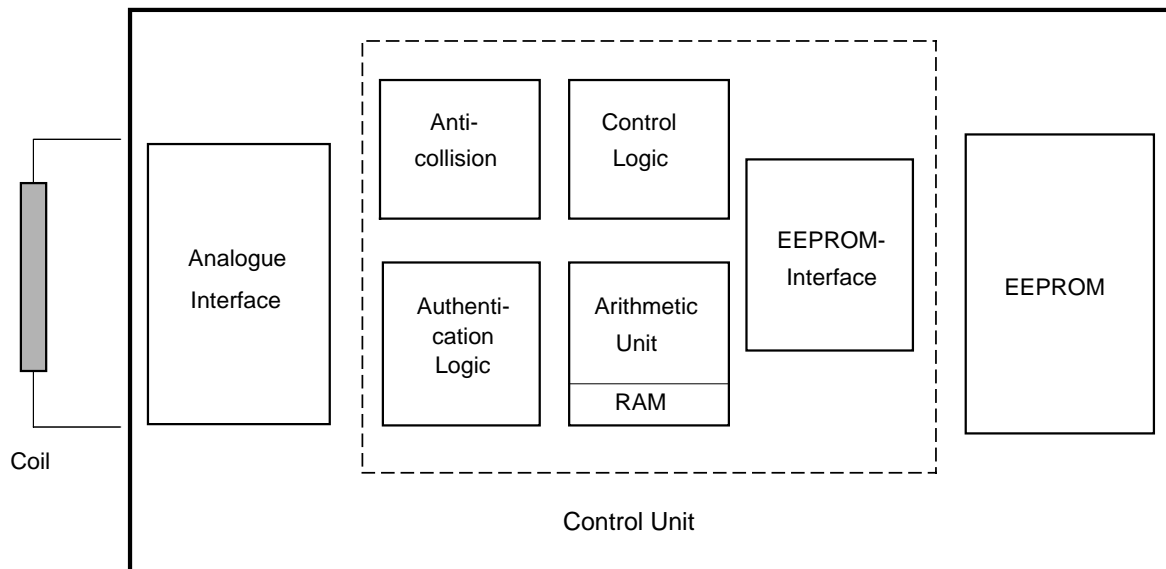 Anti-
collision
Control
Logic
Analogue
Interface
EEPROM-
Interface
EEPROM
Authenti-
cation
Logic
Arithmetic
Unit
RAM
Coil
Control Unit